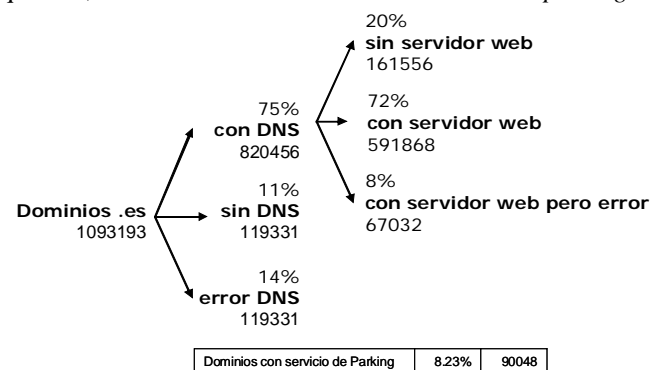 20%
sin servidor web
161556
75%
con DNS
820456
72%
con servidor web
591868
8%
con servidor web pero error
67032
11%
sin DNS
119331
Dominios .es
1093193
14%
error DNS
119331
Dominios con servicio de Parking 8.23% 90048